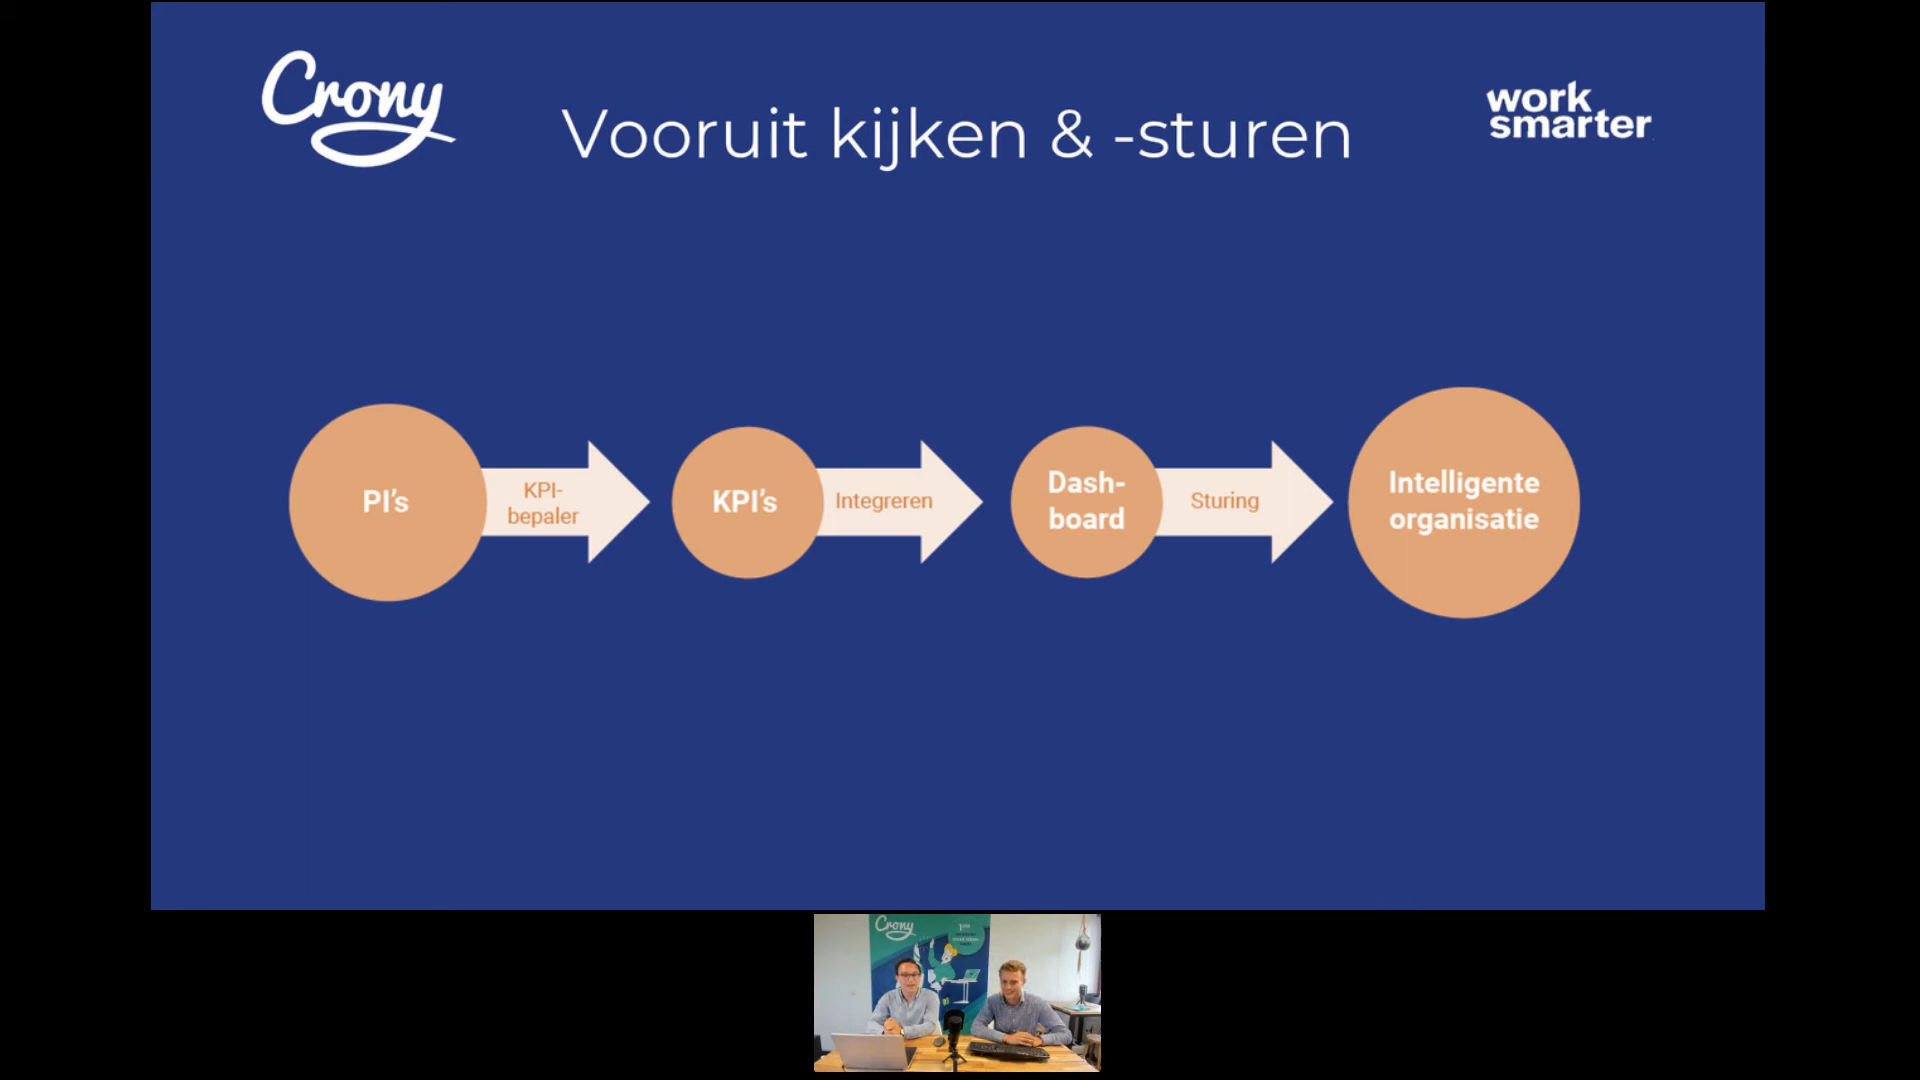 Crony
Vooruit kijken & -sturen
work
smarter
PI's
KPI-
bepaler
KPI's
Integreren
Dash-
board
Sturing
Intelligente
organisatie
Crony